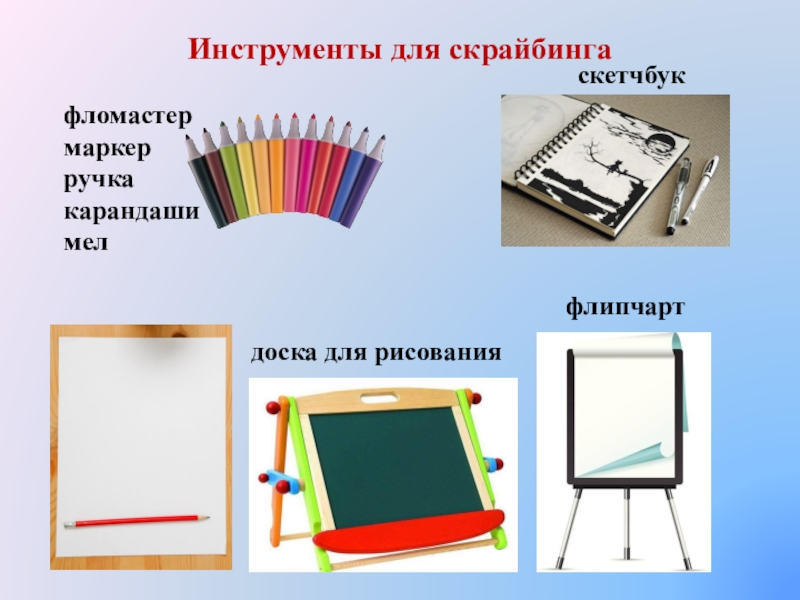 Инструменты для скрайбинга
скетчбук
фломастер
маркер
ручка
карандаши
мел
флипчарт
доска для рисования